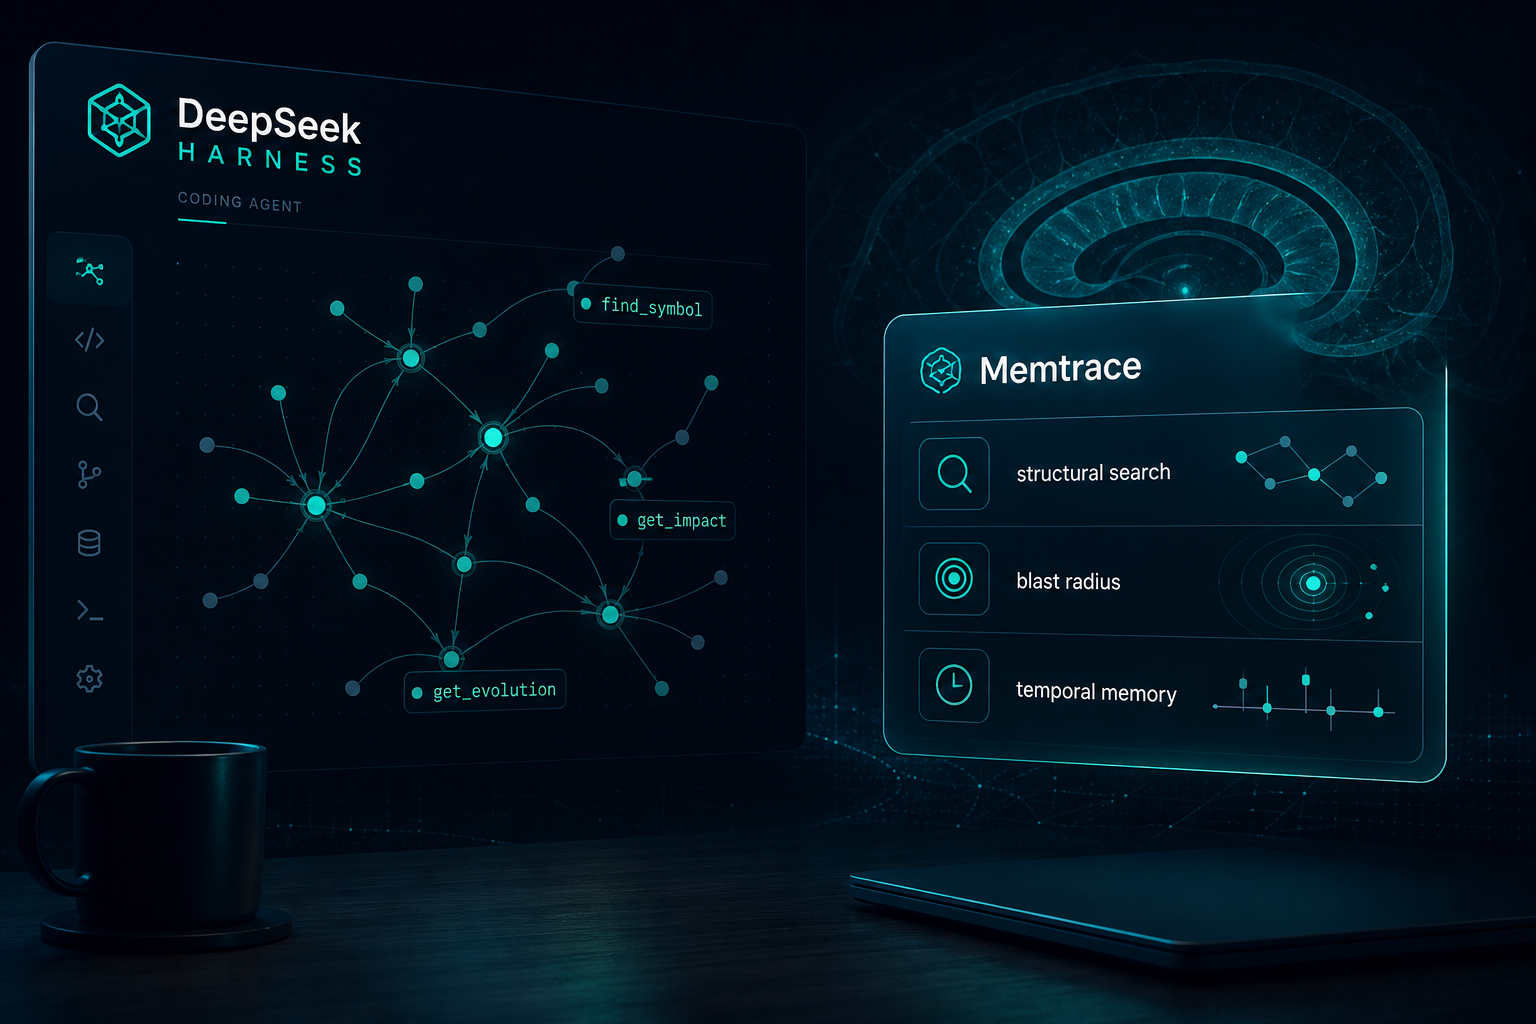 DeepSeek
HARNESS
CODING AGENT
find_symbol
get_impact
get_evolution
Memtrace
structural search
blast radius
temporal memory